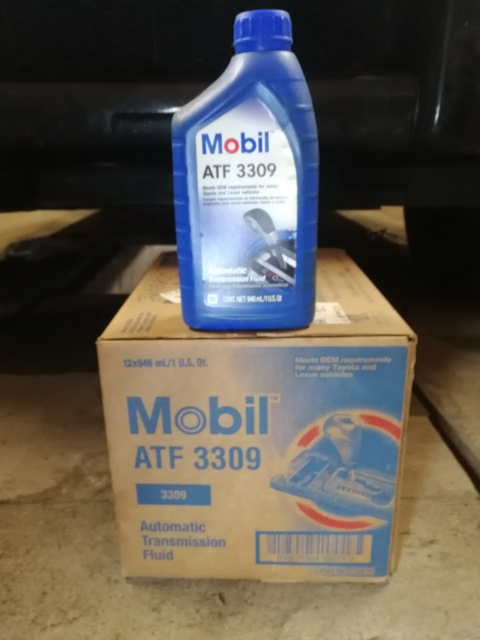 Mobil
ATF 3309
Meets OEM requirements for many
Toyota and Lexus vehicles
Automatic
Transmission Fluid
CONT. NET 946 mL/1 U.S. Qt
12x946 mL/1 U.S. Qt.
Meets OEM requirements
for many Toyota and
Lexus vehicles
Mobil™
ATF 3309
3309
Automatic
Transmission
Fluid